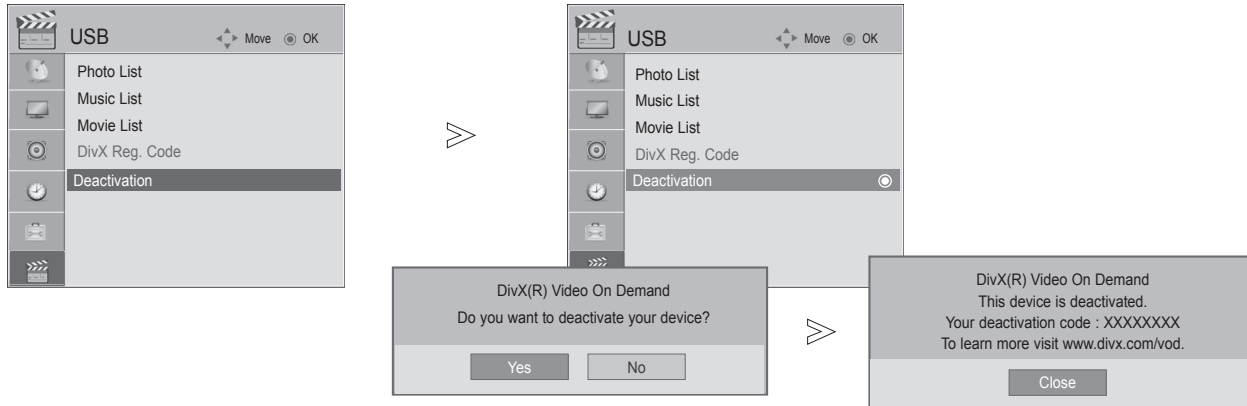 USB Move OK
Photo List
Music List
Movie List
DivX Reg. Code
Deactivation
USB Move OK
Photo List
Music List
Movie List
DivX Reg. Code
Deactivation
DivX(R) Video On Demand
Do you want to deactivate your device?
Yes No
DivX(R) Video On Demand
This device is deactivated.
Your deactivation code : XXXXXXXX
To learn more visit www.divx.com/vod.
Close